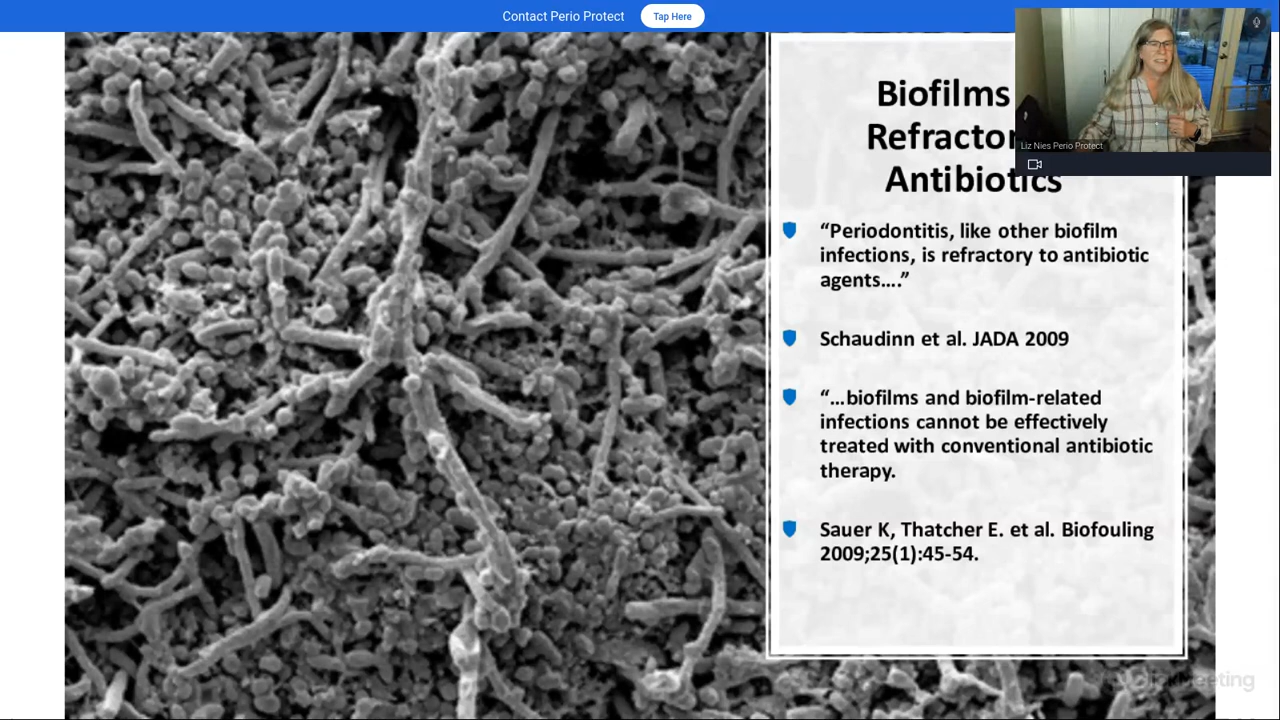 Contact Perio Protect Tap Here
Biofilms
Antibiotics
“Periodontitis, like other biofilm
infections, is refractory to antibiotic
agents….”
Schaudinn et al. JADA 2009
“…biofilms and biofilm-related
infections cannot be effectively
treated with conventional antibiotic
therapy.
Sauer K, Thatcher E. et al. Biofouling
2009;25(1):45-54.
Liz Nies Perio Protect